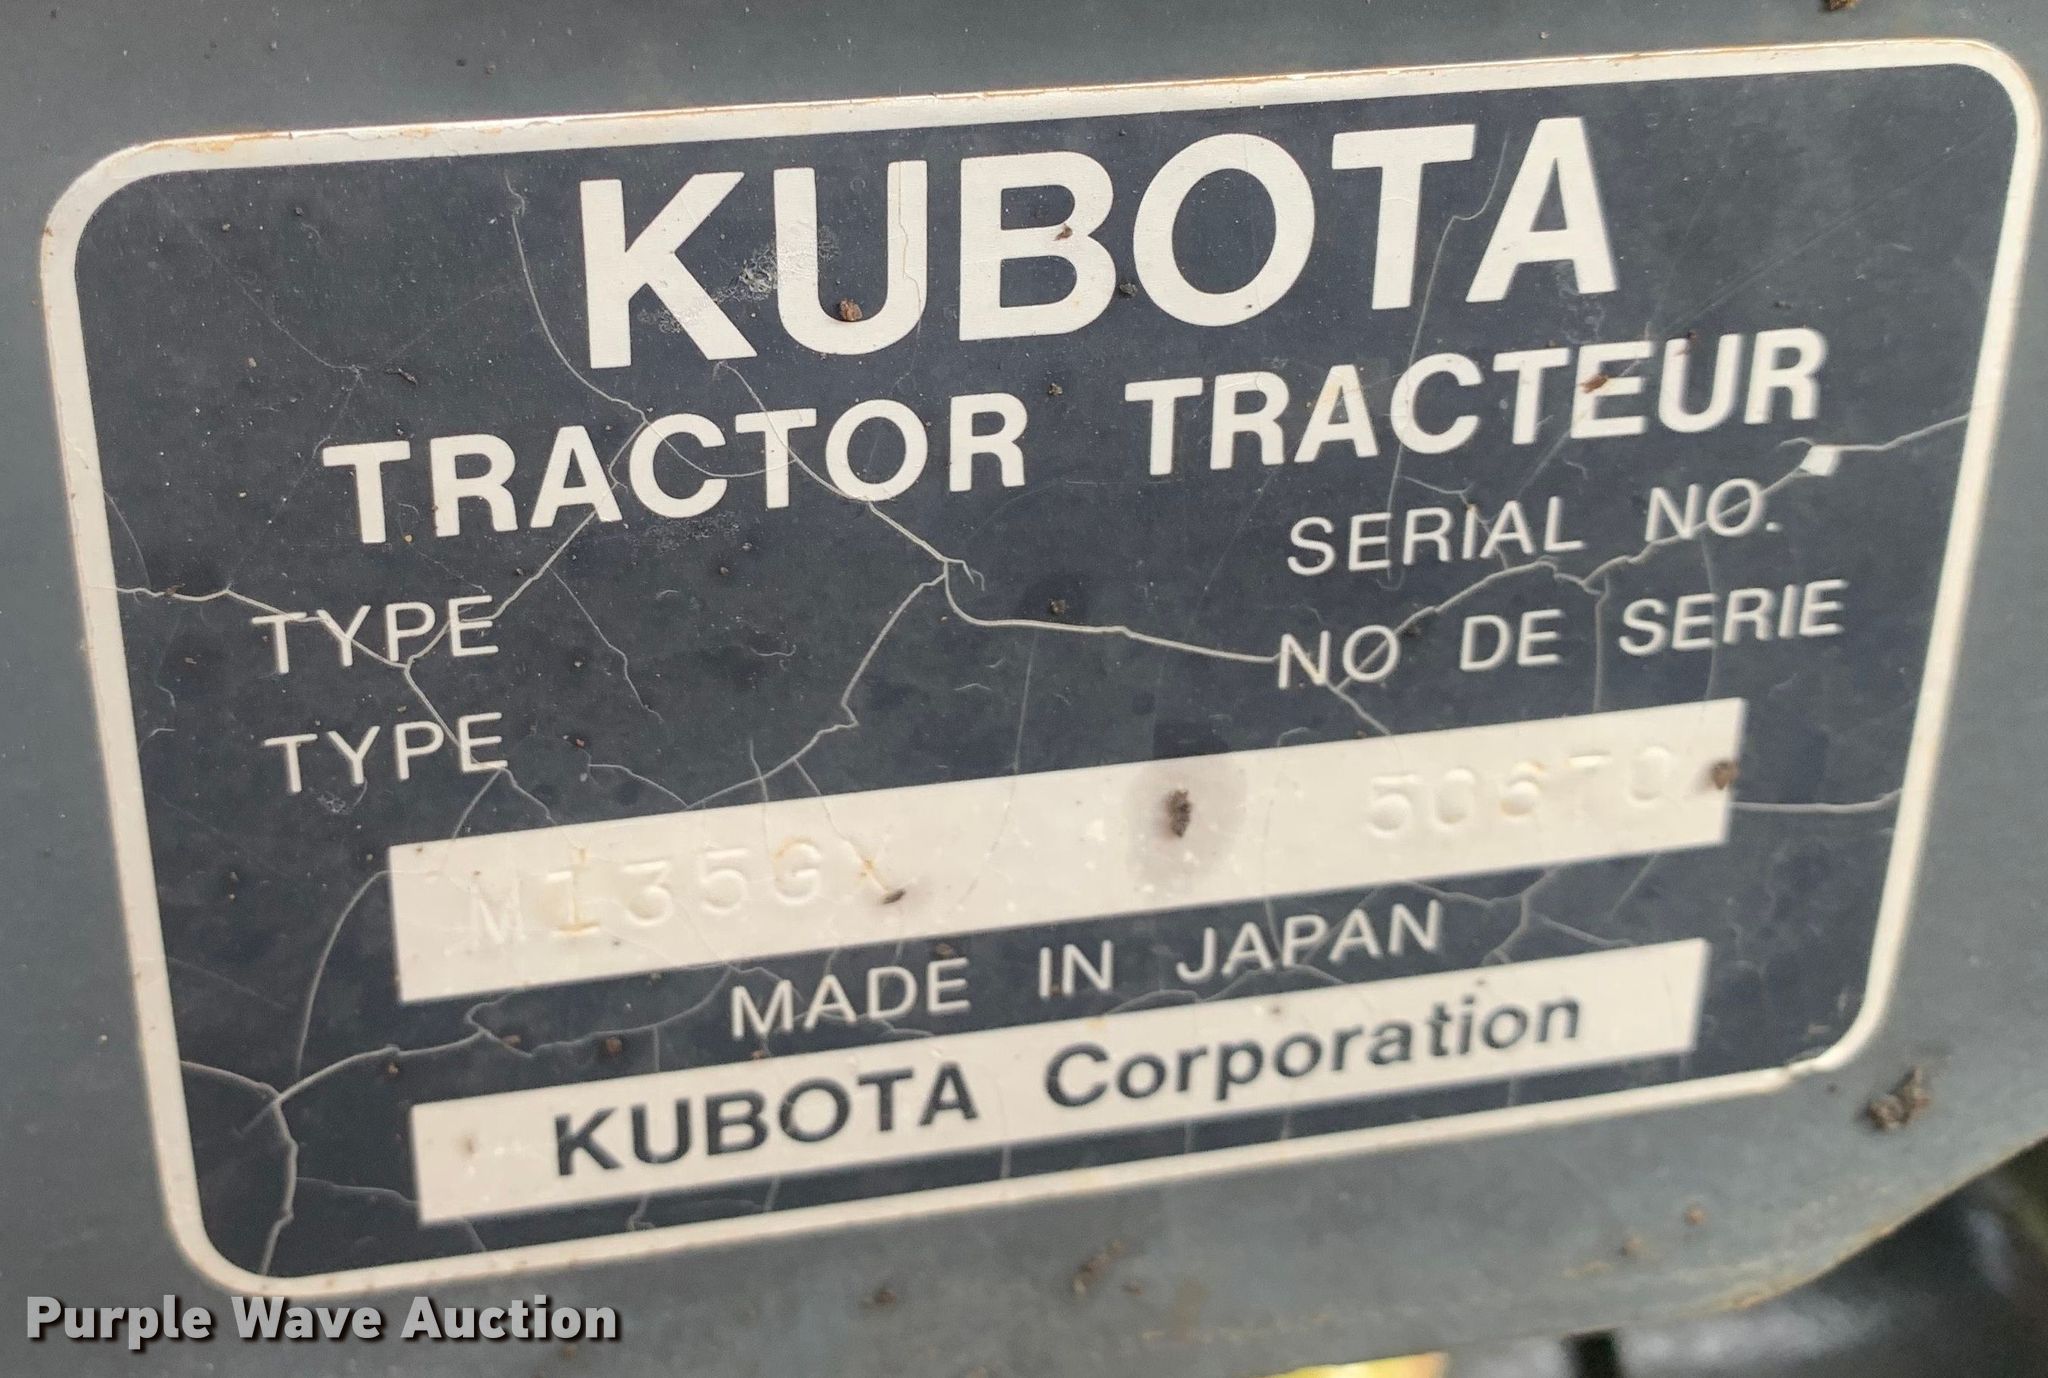 KUBOTA
TRACTOR TRACTEUR
TYPE SERIAL NO.
TYPE NO DE SERIE
M135GX 50670
MADE IN JAPAN
KUBOTA Corporation
Purple Wave Auction